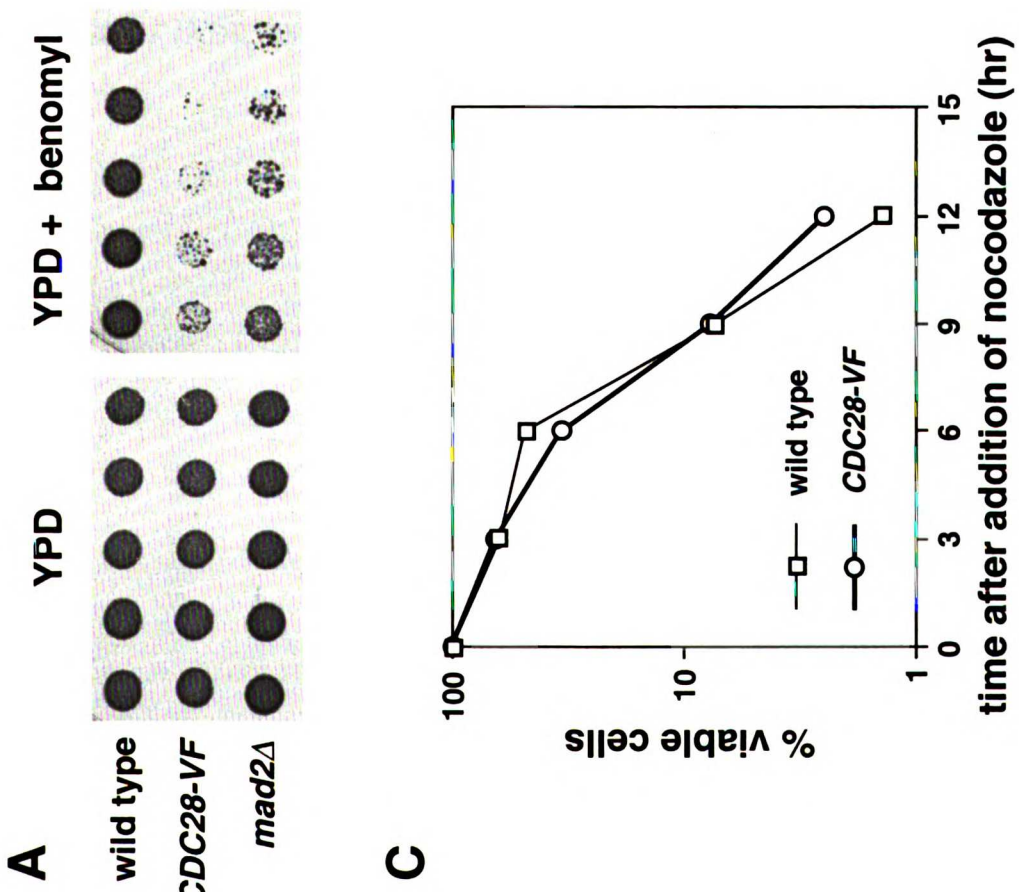 A
YPD
YPD + benomyl
wild type
CDC28-VF
mad2Δ
C
% viable cells
100
10
1
wild type
CDC28-VF
0 3 6 9 12 15
time after addition of nocodazole (hr)